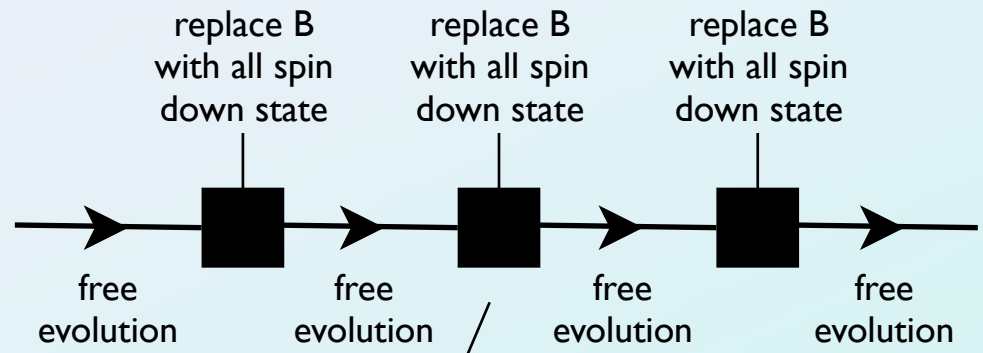 replace B
with all spin
down state
replace B
with all spin
down state
replace B
with all spin
down state
free
evolution
free
evolution
free
evolution
free
evolution